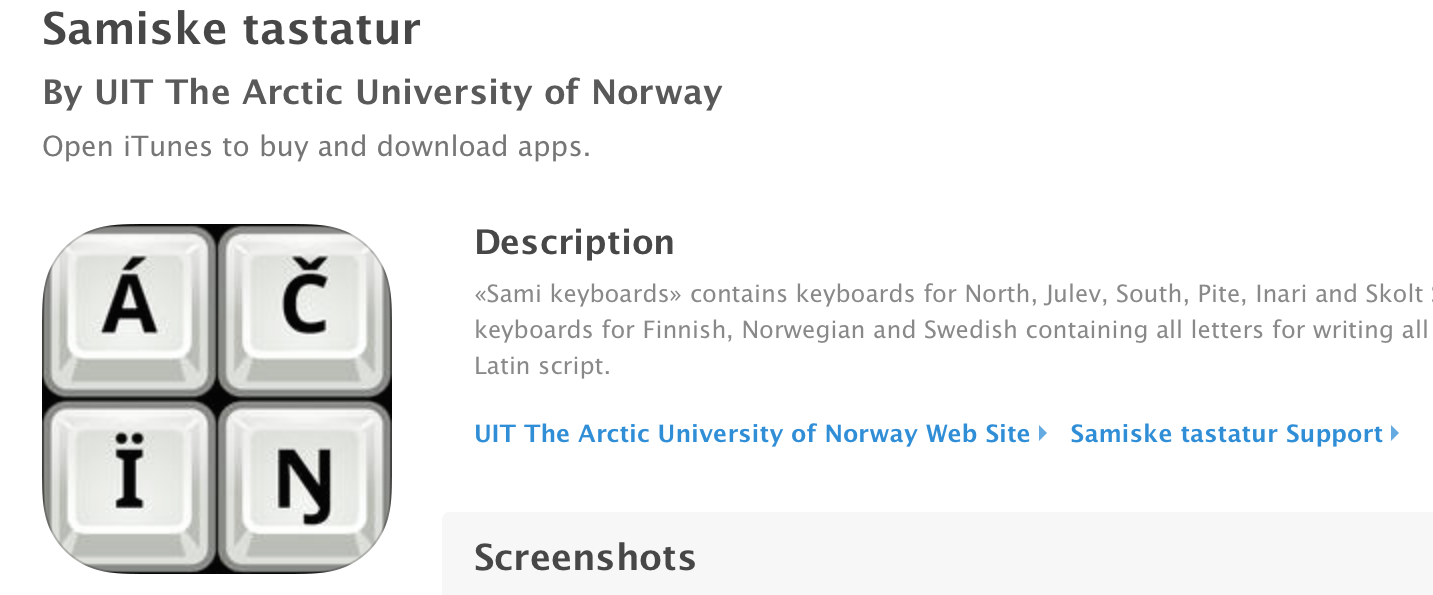 Samiske tastatur
By UIT The Arctic University of Norway
Open iTunes to buy and download apps.
Á Č
Ï Ŋ
Description
«Sami keyboards» contains keyboards for North, Julev, South, Pite, Inari and Skolt
keyboards for Finnish, Norwegian and Swedish containing all letters for writing all
Latin script.
UIT The Arctic University of Norway Web Site Samiske tastatur Support
Screenshots